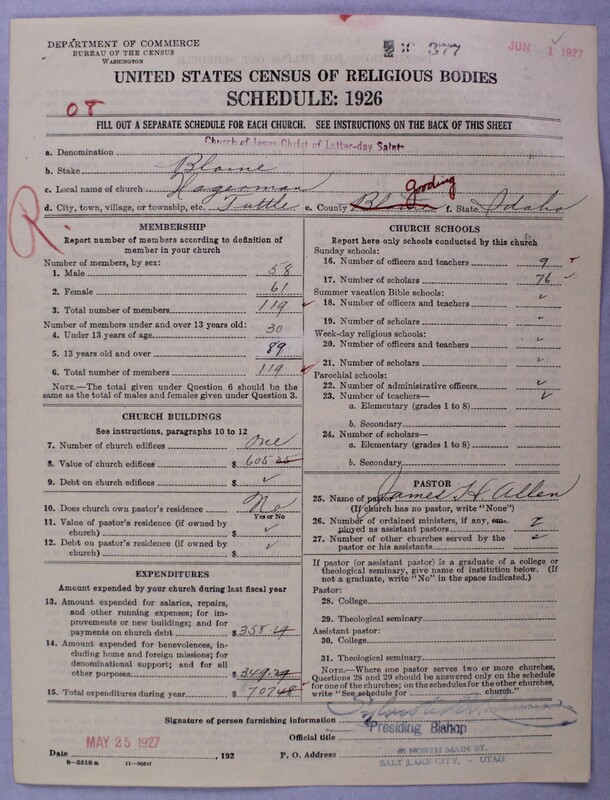 DEPARTMENT OF COMMERCE
BUREAU OF THE CENSUS
WASHINGTON
377
JUN 1 1927
UNITED STATES CENSUS OF RELIGIOUS BODIES
SCHEDULE: 1926
08
FILL OUT A SEPARATE SCHEDULE FOR EACH CHURCH. SEE INSTRUCTIONS ON THE BACK OF THIS SHEET
a. Denomination Church of Jesus Christ of Latter-day Saints
b. Stake Blaine
c. Local name of church Hagerman
d. City, town, village, or township, etc. Tuttle e. County Blaine Gooding f. State Idaho
R.
MEMBERSHIP
Report number of members according to definition of
member in your church
Number of members, by sex:
1. Male 58
2. Female 61
3. Total number of members 119
Number of members under and over 13 years old:
4. Under 13 years of age 30
5. 13 years old and over 89
6. Total number of members 119
NOTE.—The total given under Question 6 should be
the same as the total of males and females given under Question 3.
CHURCH BUILDINGS
See instructions, paragraphs 10 to 12
7. Number of church edifices One
8. Value of church edifices $ 605
9. Debt on church edifices $ ✓
10. Does church own pastor's residence? No
Yes or No
11. Value of pastor's residence (if owned by
church) $ ✓
12. Debt on pastor's residence (if owned by
church) $ ✓
EXPENDITURES
Amount expended by your church during last fiscal year
13. Amount expended for salaries, repairs,
and other running expenses; for im-
provements or new buildings; and for
payments on church debt $ 358
14. Amount expended for benevolences, in-
cluding home and foreign missions; for
denominational support; and for all
other purposes $ 349.29
15. Total expenditures during year $ 707 48
CHURCH SCHOOLS
Report here only schools conducted by this church
Sunday schools:
16. Number of officers and teachers 9
17. Number of scholars 76
Summer vacation Bible schools:
18. Number of officers and teachers ✓
19. Number of scholars ✓
Week-day religious schools:
20. Number of officers and teachers ✓
21. Number of scholars ✓
Parochial schools:
22. Number of administrative officers ✓
23. Number of teachers— ✓
a. Elementary (grades 1 to 8)
b. Secondary
24. Number of scholars—
a. Elementary (grades 1 to 8)
b. Secondary
PASTOR
25. Name of pastor James H. Allen
(If church has no pastor, write "None")
26. Number of ordained ministers, if any, em-
ployed as assistant pastors
27. Number of other churches served by the
pastor or his assistants ✓
If pastor (or assistant pastor) is a graduate of a college or
theological seminary, give name of institution below. (If
not a graduate, write "No" in the space indicated.)
Pastor:
28. College
29. Theological seminary
Assistant pastor:
30. College
31. Theological seminary
NOTE.—Where one pastor serves two or more churches,
Questions 28 and 29 should be answered only on the schedule
for one of the churches; on the schedules for the other churches,
write "See schedule for church."
Signature of person furnishing information
Official title Presiding Bishop
Date MAY 25 1927, 192 P. O. Address 40 NORTH MAIN ST.
SALT LAKE CITY, - UTAH